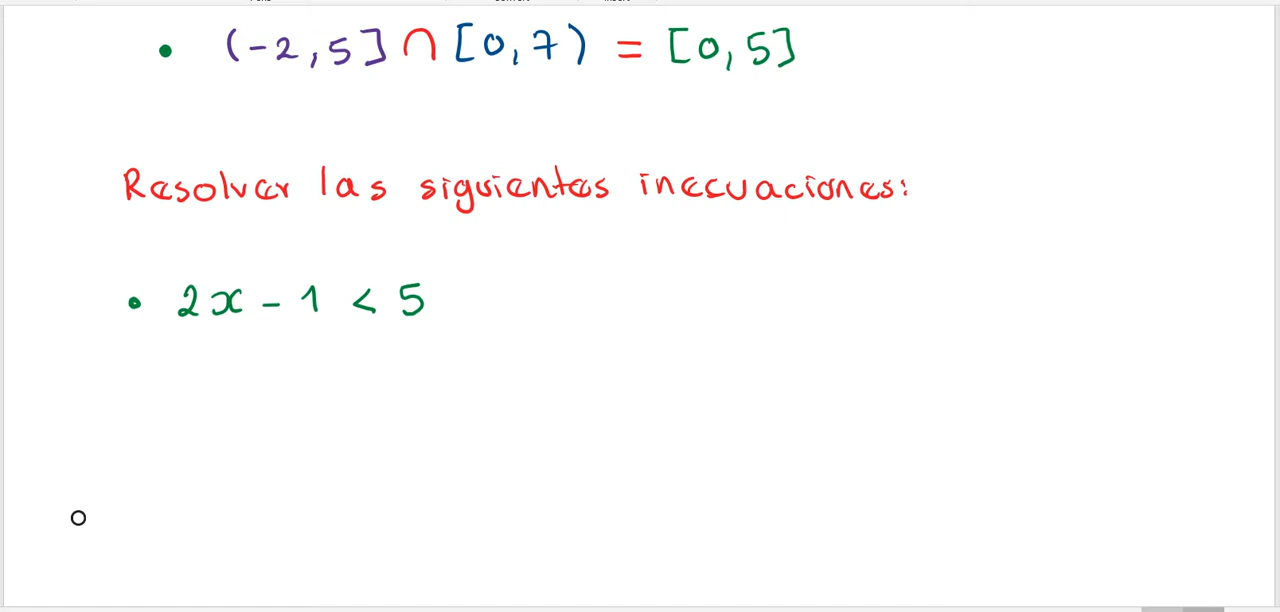 • (-2,5] ∩ [0,7) = [0,5]
Resolver las siguientes inecuaciones:
• 2x - 1 < 5